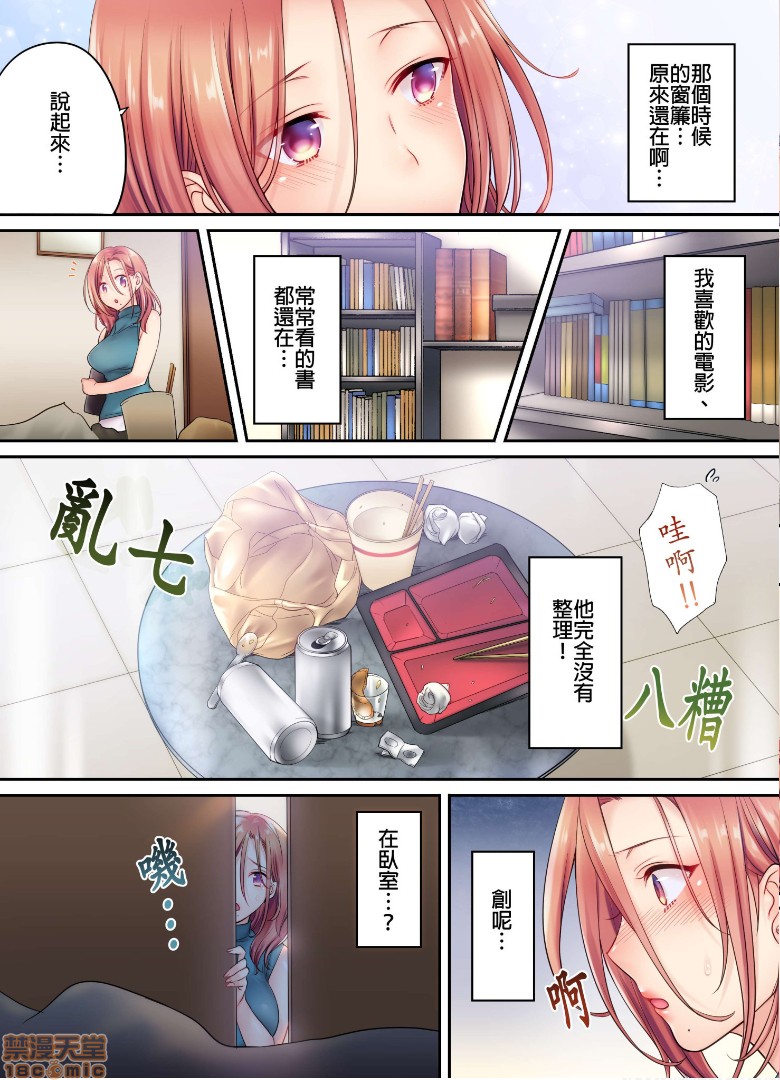 那個時候
的窗簾…
原來還在啊…
說起來…
我喜歡的電影、
常常看的書
都還在…
哇啊!!
亂七
八糟
他完全沒有
整理！
創呢…
啊
在臥室…？
嘰…
禁漫天堂
18comic